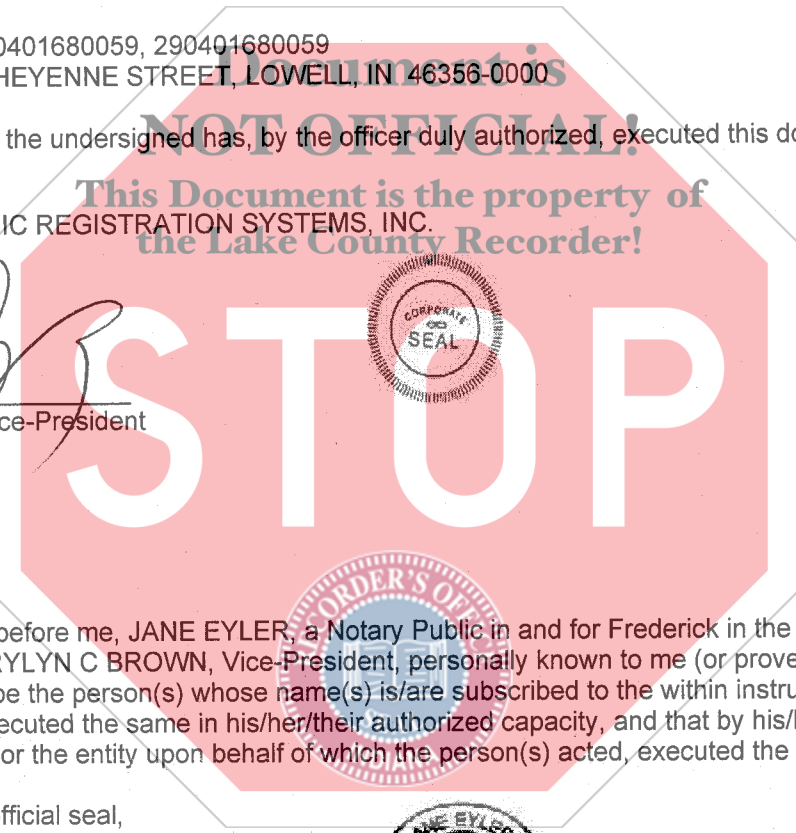 0401680059, 290401680059
HEYENNE STREET, LOWELL, IN 46356-0000
Document is
the undersigned has, by the officer duly authorized, executed this do
NOT OFFICIAL!
This Document is the property of
IC REGISTRATION SYSTEMS, INC.
the Lake County Recorder!
CORPORATE
SEAL
ce-President
STOP
RECORDER'S OFFICE
before me, JANE EYLER, a Notary Public in and for Frederick in the
RYLYN C BROWN, Vice-President, personally known to me (or prove
be the person(s) whose name(s) is/are subscribed to the within instru
ecuted the same in his/her/their authorized capacity, and that by his/
or the entity upon behalf of which the person(s) acted, executed the
INDIANA
fficial seal,
NE EYLER